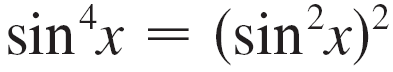 sin⁴x = (sin²x)²